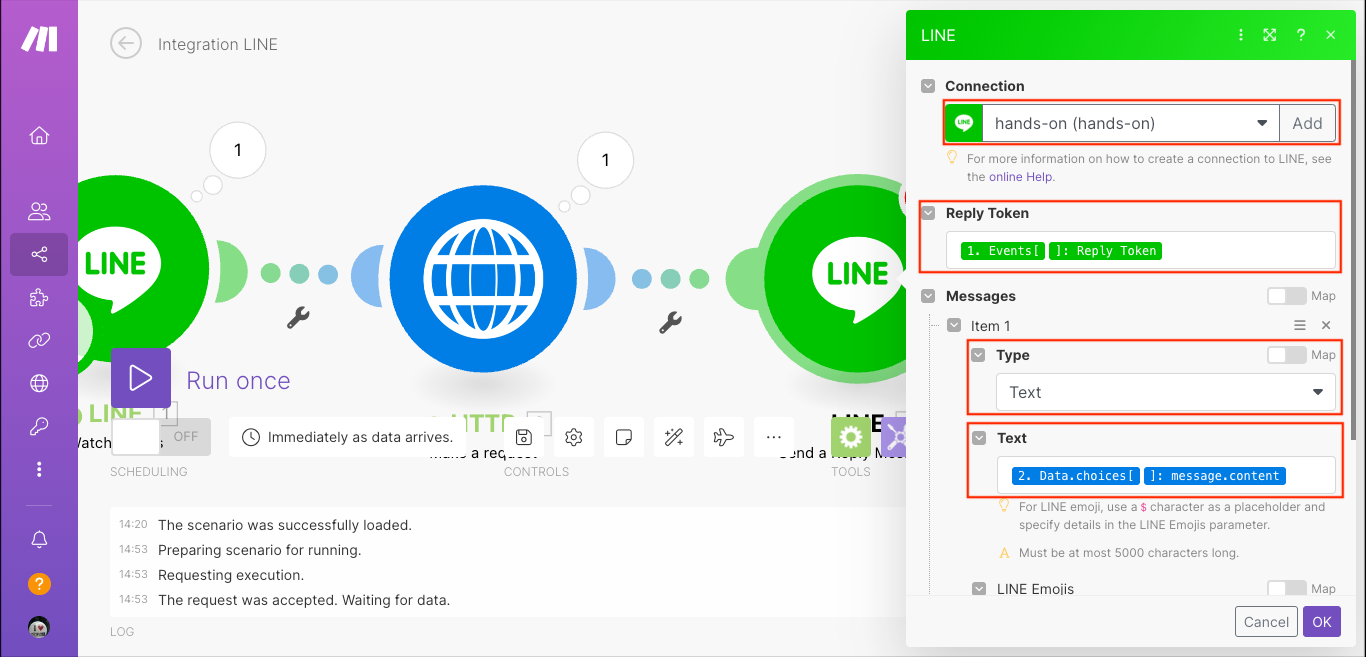 Integration LINE
1
1
LINE
LINE
Run once
LINE 1
HTTP
LINE
OFF
Immediately as data arrives.
Make a request
SCHEDULING
CONTROLS
TOOLS
14:20 The scenario was successfully loaded.
14:53 Preparing scenario for running.
14:53 Requesting execution.
14:53 The request was accepted. Waiting for data.
LOG
?
LINE
?
Connection
LINE
hands-on (hands-on)
Add
For more information on how to create a connection to LINE, see
the online Help.
Reply Token
1. Events[ ]: Reply Token
Messages
Map
Item 1
Type
Map
Text
Text
2. Data.choices[ ]: message.content
For LINE emoji, use a $ character as a placeholder and
specify details in the LINE Emojis parameter.
Must be at most 5000 characters long.
LINE Emojis
Map
Cancel
OK